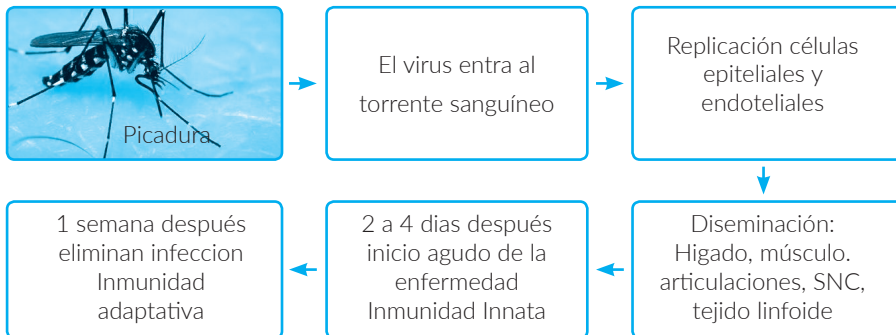 Picadura
El virus entra al
torrente sanguíneo
Replicación células
epiteliales y
endoteliales
Diseminación:
Higado, músculo.
articulaciones, SNC,
tejido linfoide
2 a 4 dias después
inicio agudo de la
enfermedad
Inmunidad Innata
1 semana después
eliminan infeccion
Inmunidad
adaptativa